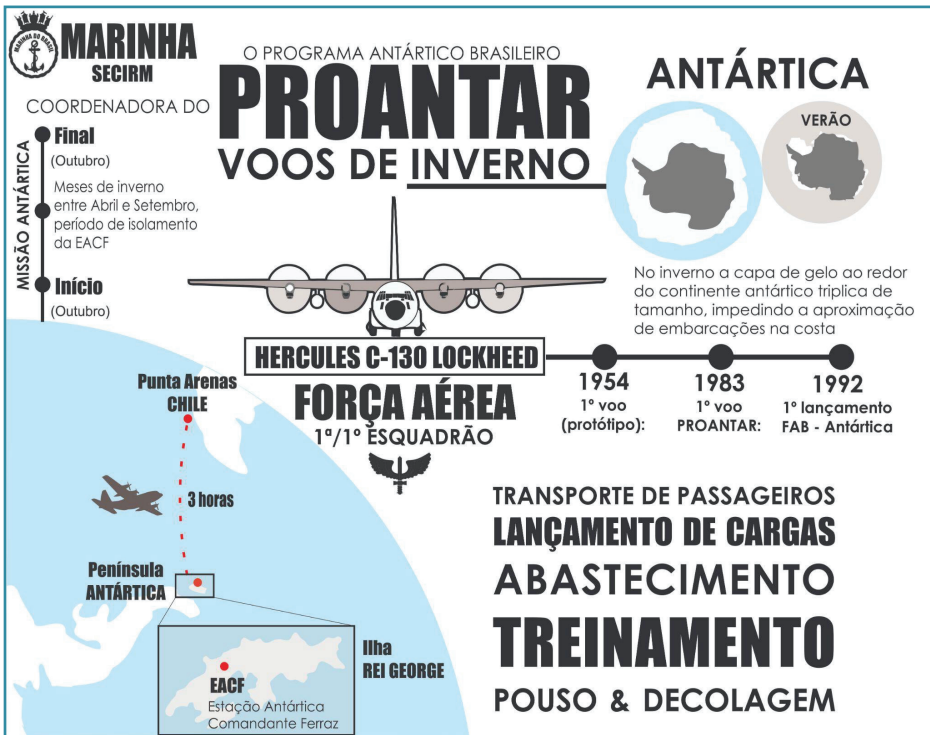 MARINHA DO BRASIL
MARINHA
SECIRM
COORDENADORA DO
O PROGRAMA ANTÁRTICO BRASILEIRO
PROANTAR
VOOS DE INVERNO
MISSÃO ANTÁRTICA
Final
(Outubro)
Meses de inverno
entre Abril e Setembro,
período de isolamento
da EACF
Início
(Outubro)
ANTÁRTICA
VERÃO
No inverno a capa de gelo ao redor
do continente antártico triplica de
tamanho, impedindo a aproximação
de embarcações na costa
HERCULES C-130 LOCKHEED
FORÇA AÉREA
1ª/1º ESQUADRÃO
1954
1º voo
(protótipo):
1983
1º voo
PROANTAR:
1992
1º lançamento
FAB - Antártica
Punta Arenas
CHILE
3 horas
Península
ANTÁRTICA
Ilha
REI GEORGE
EACF
Estação Antártica
Comandante Ferraz
TRANSPORTE DE PASSAGEIROS
LANÇAMENTO DE CARGAS
ABASTECIMENTO
TREINAMENTO
POUSO & DECOLAGEM